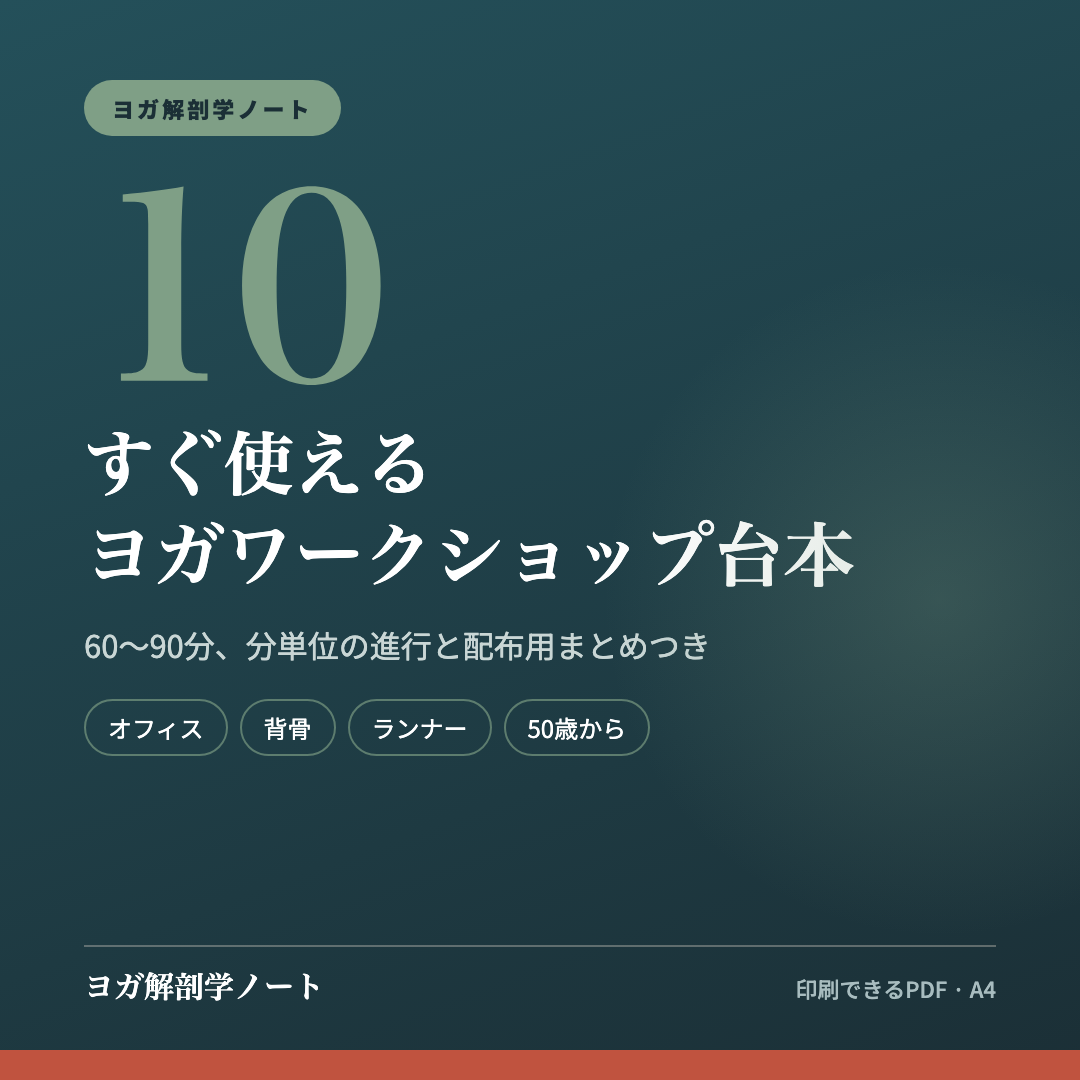 ヨガ解剖学ノート
10
すぐ使える
ヨガワークショップ台本
60〜90分、分単位の進行と配布用まとめつき
オフィス 背骨 ランナー 50歳から
ヨガ解剖学ノート 印刷できるPDF · A4